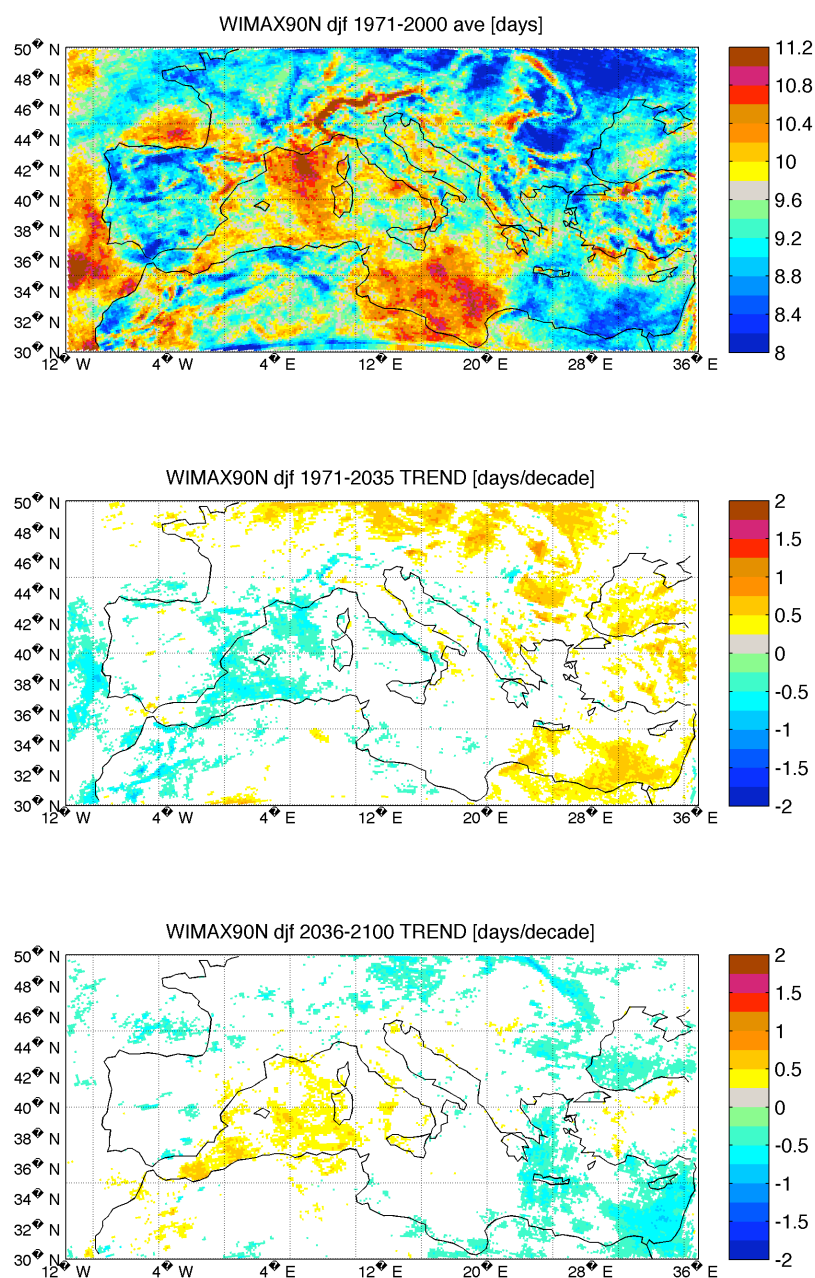 WIMAX90N djf 1971-2000 ave [days]
50� N
48� N
46� N
44� N
42� N
40� N
38� N
36� N
34� N
32� N
30� N
12� W
4� W
4� E
12� E
20� E
28� E
36� E
11.2
10.8
10.4
10
9.6
9.2
8.8
8.4
8
WIMAX90N djf 1971-2035 TREND [days/decade]
50� N
48� N
46� N
44� N
42� N
40� N
38� N
36� N
34� N
32� N
30� N
12� W
4� W
4� E
12� E
20� E
28� E
36� E
2
1.5
1
0.5
0
-0.5
-1
-1.5
-2
WIMAX90N djf 2036-2100 TREND [days/decade]
50� N
48� N
46� N
44� N
42� N
40� N
38� N
36� N
34� N
32� N
30� N
12� W
4� W
4� E
12� E
20� E
28� E
36� E
2
1.5
1
0.5
0
-0.5
-1
-1.5
-2